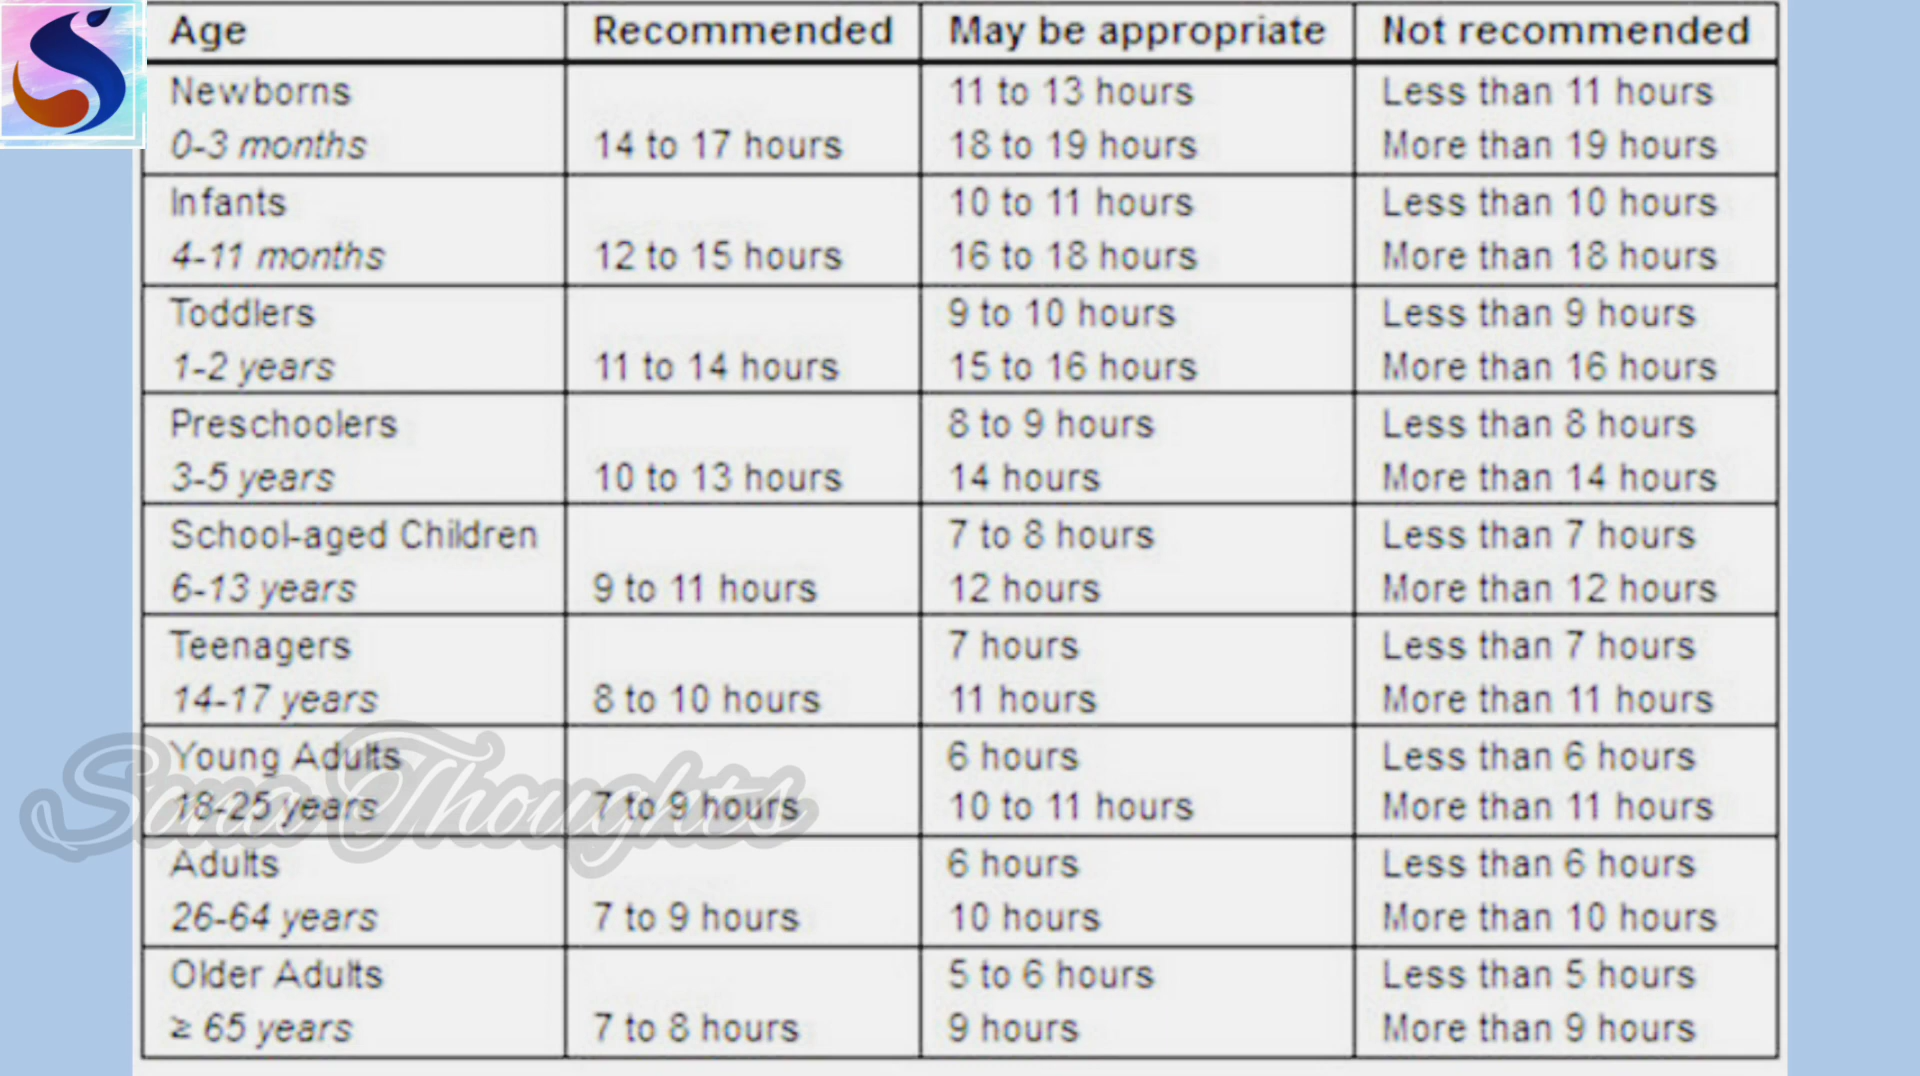 Age Recommended May be appropriate Not recommended
Newborns 11 to 13 hours Less than 11 hours
0-3 months 14 to 17 hours 18 to 19 hours More than 19 hours
Infants 10 to 11 hours Less than 10 hours
4-11 months 12 to 15 hours 16 to 18 hours More than 18 hours
Toddlers 9 to 10 hours Less than 9 hours
1-2 years 11 to 14 hours 15 to 16 hours More than 16 hours
Preschoolers 8 to 9 hours Less than 8 hours
3-5 years 10 to 13 hours 14 hours More than 14 hours
School-aged Children 7 to 8 hours Less than 7 hours
6-13 years 9 to 11 hours 12 hours More than 12 hours
Teenagers 7 hours Less than 7 hours
14-17 years 8 to 10 hours 11 hours More than 11 hours
Young Adults 6 hours Less than 6 hours
18-25 years 7 to 9 hours 10 to 11 hours More than 11 hours
Sana Thoughts
Adults 6 hours Less than 6 hours
26-64 years 7 to 9 hours 10 hours More than 10 hours
Older Adults 5 to 6 hours Less than 5 hours
≥ 65 years 7 to 8 hours 9 hours More than 9 hours